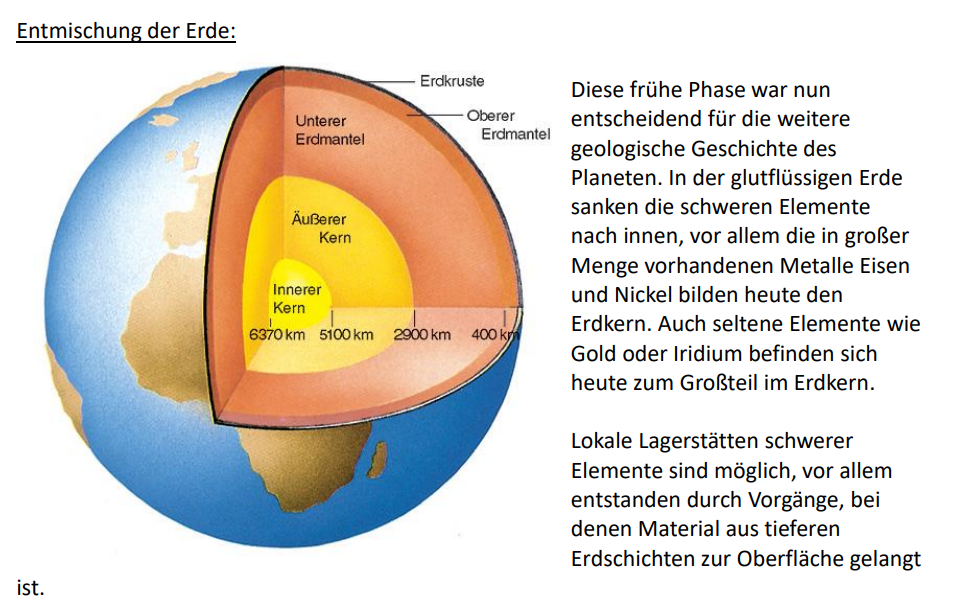 Entmischung der Erde:
Erdkruste
Oberer
Erdmantel
Unterer
Erdmantel
Äußerer
Kern
Innerer
Kern
6370 km 5100 km 2900 km 400 km
Diese frühe Phase war nun
entscheidend für die weitere
geologische Geschichte des
Planeten. In der glutflüssigen Erde
sanken die schweren Elemente
nach innen, vor allem die in großer
Menge vorhandenen Metalle Eisen
und Nickel bilden heute den
Erdkern. Auch seltene Elemente wie
Gold oder Iridium befinden sich
heute zum Großteil im Erdkern.
Lokale Lagerstätten schwerer
Elemente sind möglich, vor allem
entstanden durch Vorgänge, bei
denen Material aus tieferen
Erdschichten zur Oberfläche gelangt
ist.